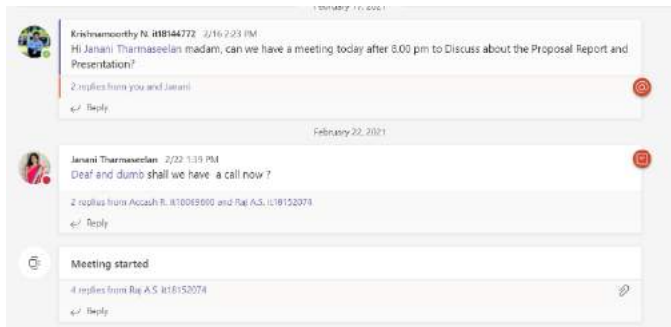 February 17, 2021
Krishnamoorthy N. it18144772 2/16 2:23 PM
Hi Janani Tharmaseelan madam, can we have a meeting today after 6.00 pm to Discuss about the Proposal Report and
Presentation?
2 replies from you and Janani
Reply
February 22, 2021
Janani Tharmaseelan 2/22 1:39 PM
Deaf and dumb shall we have a call now ?
2 replies from Accash R. and Raj A.S. it18152074
Reply
Meeting started
4 replies from Raj A.S. it18152074
Reply